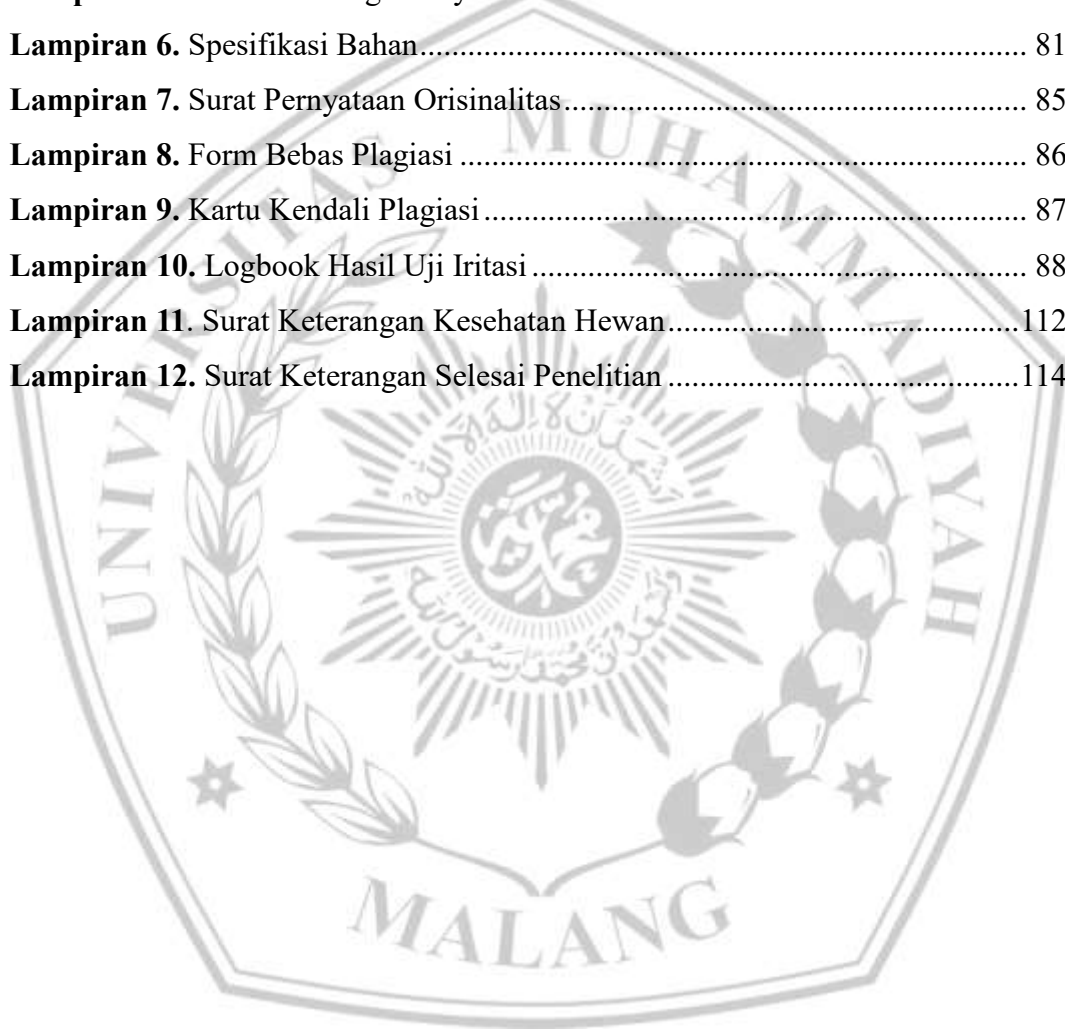 Lampiran 6. Spesifikasi Bahan........................................................................... 81
Lampiran 7. Surat Pernyataan Orisinalitas......................................................... 85
Lampiran 8. Form Bebas Plagiasi ...................................................................... 86
Lampiran 9. Kartu Kendali Plagiasi................................................................... 87
Lampiran 10. Logbook Hasil Uji Iritasi ............................................................. 88
Lampiran 11. Surat Keterangan Kesehatan Hewan...........................................112
Lampiran 12. Surat Keterangan Selesai Penelitian ...........................................114
UNIVERSITAS MUHAMMADIYAH
MALANG